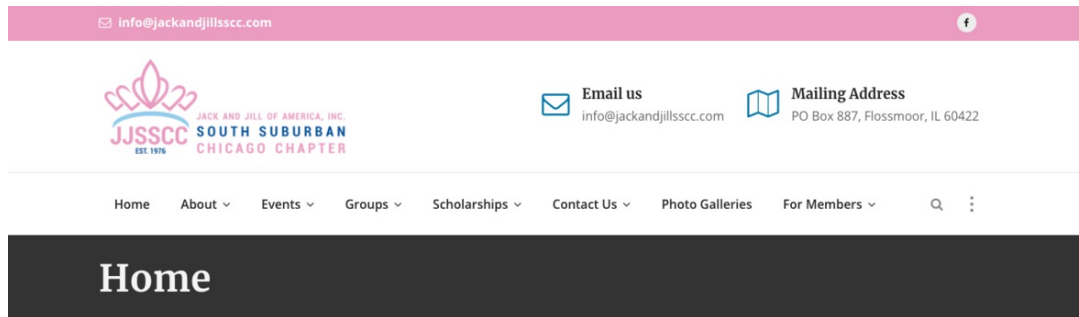 info@jackandjillsscc.com
f
JACK AND JILL OF AMERICA, INC.
JJSSCC SOUTH SUBURBAN
EST. 1976 CHICAGO CHAPTER
Email us
info@jackandjillsscc.com
Mailing Address
PO Box 887, Flossmoor, IL 60422
Home About Events Groups Scholarships Contact Us Photo Galleries For Members
Home